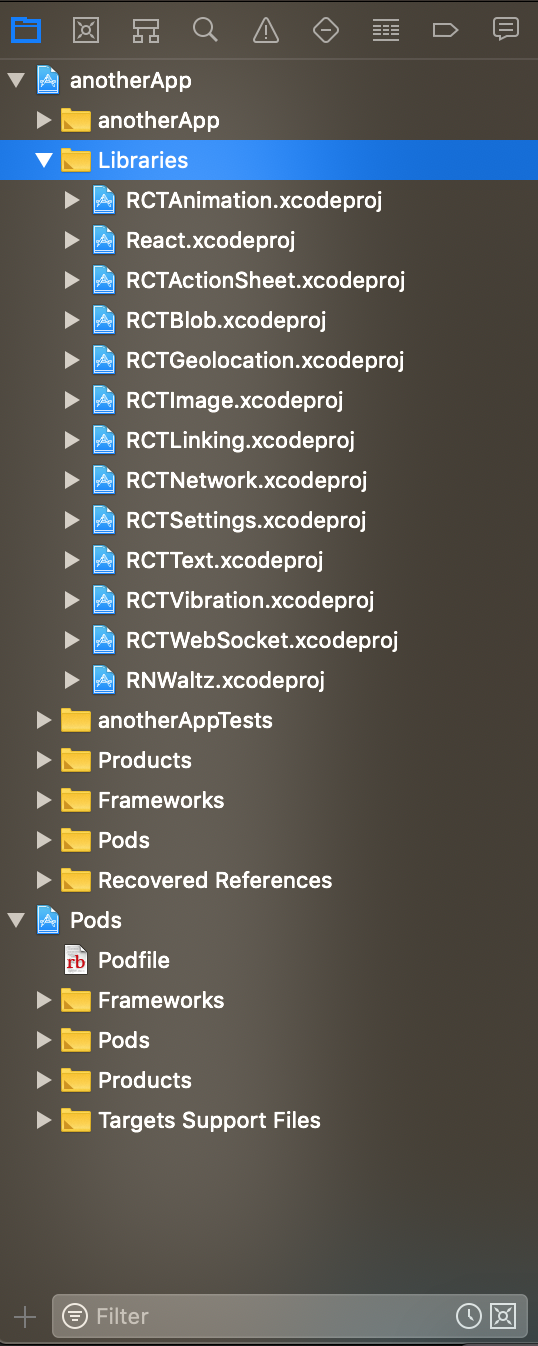 anotherApp
anotherApp
Libraries
RCTAnimation.xcodeproj
React.xcodeproj
RCTActionSheet.xcodeproj
RCTBlob.xcodeproj
RCTGeolocation.xcodeproj
RCTImage.xcodeproj
RCTLinking.xcodeproj
RCTNetwork.xcodeproj
RCTSettings.xcodeproj
RCTText.xcodeproj
RCTVibration.xcodeproj
RCTWebSocket.xcodeproj
RNWaltz.xcodeproj
anotherAppTests
Products
Frameworks
Pods
Recovered References
Pods
rb Podfile
Frameworks
Pods
Products
Targets Support Files
Filter